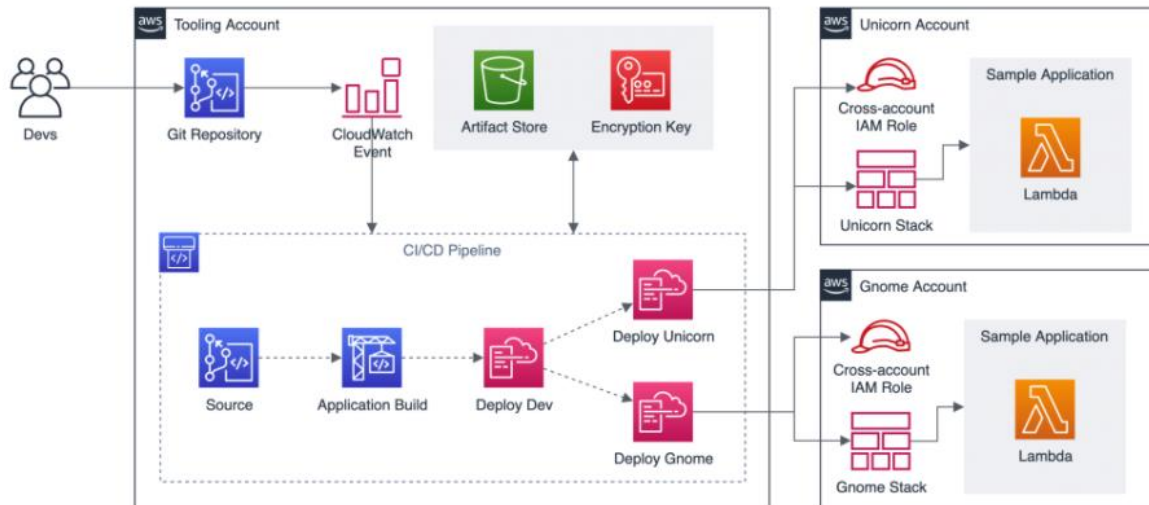 aws
Tooling Account
Devs
Git Repository
CloudWatch
Event
Artifact Store
Encryption Key
CI/CD Pipeline
Source
Application Build
Deploy Dev
Deploy Unicorn
Deploy Gnome
aws
Unicorn Account
Cross-account
IAM Role
Unicorn Stack
Sample Application
Lambda
aws
Gnome Account
Cross-account
IAM Role
Gnome Stack
Sample Application
Lambda